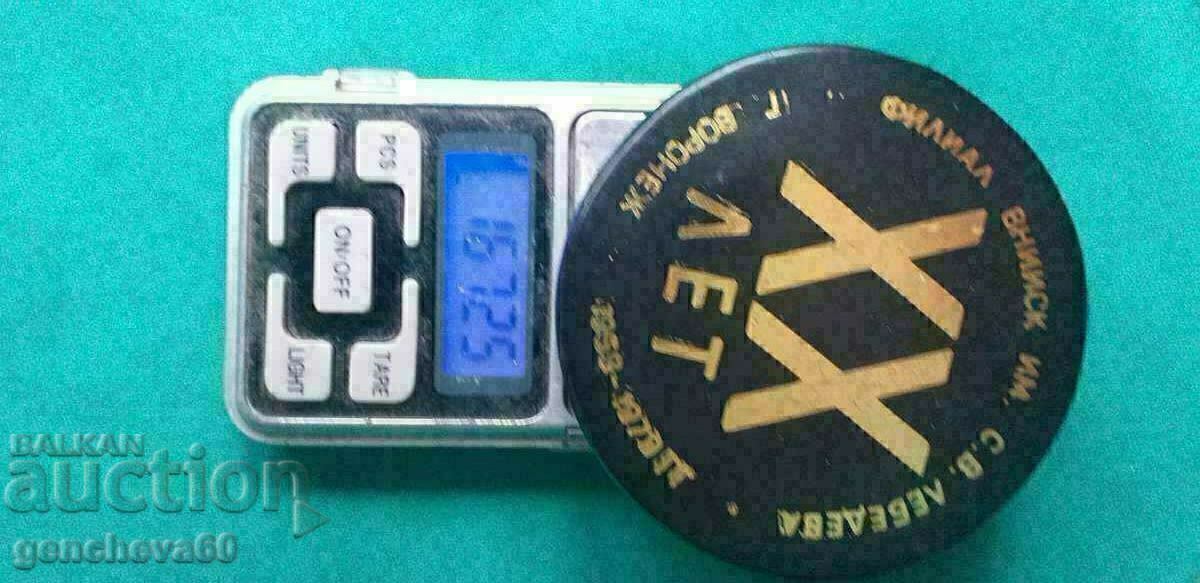 BALKAN
auction
gencheva60
UNITS
PCS
ON/OFF
LIGHT
TARE
167.25
ФИЛИАЛ ВНИИСК ИМ. С.В. ЛЕБЕДЕВА
XX
ЛЕТ
Г ВОРОНЕЖ